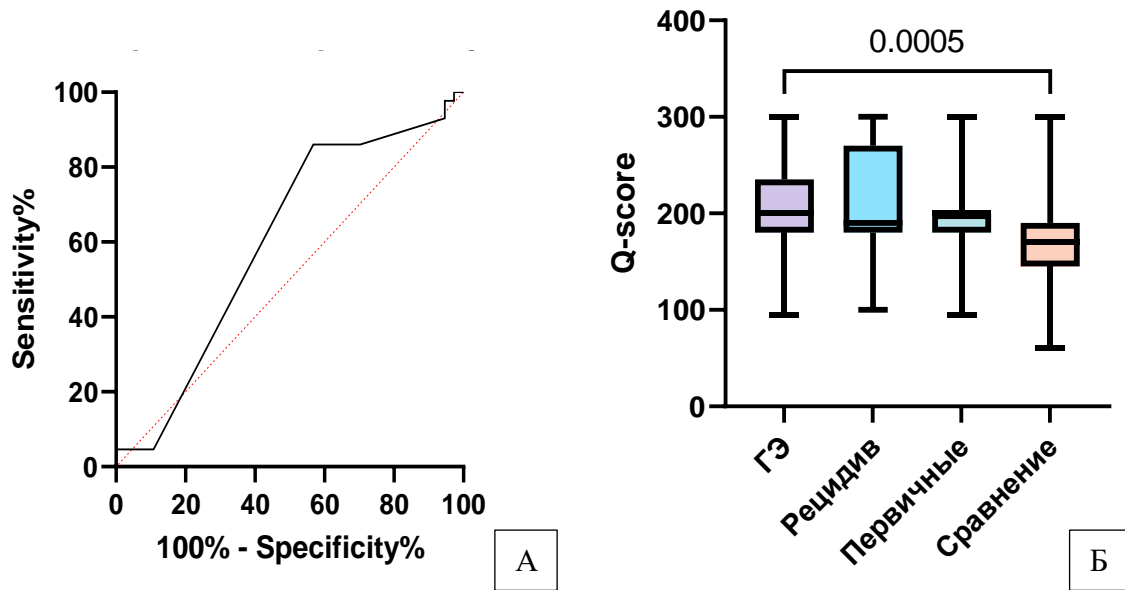 Sensitivity%
100
80
60
40
20
0
0 20 40 60 80 100
100% - Specificity%
А
Q-score
400
300
200
100
0
0.0005
ГЭ
Рецидив
Первичные
Сравнение
Б